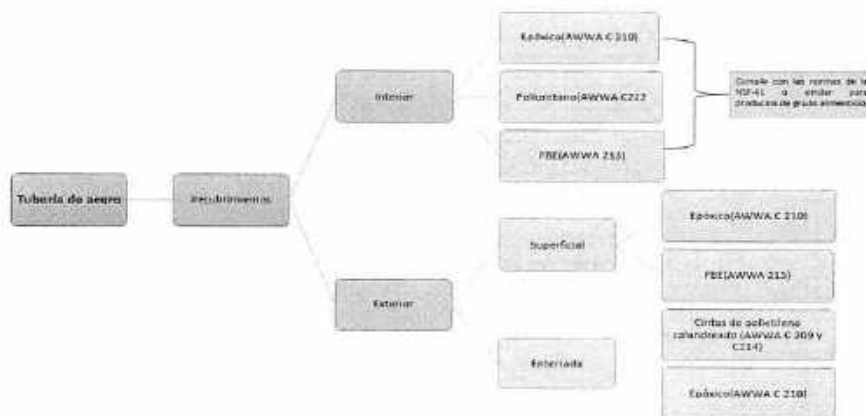 Tubería de acero
Recubrimientos
Interior
Epóxico(AWWA C 210)
Poliuretano(AWWA C222
FBE(AWWA 213)
Cumple con las normas de la
NSF-61 o similar para
productos de grado alimenticio
Exterior
Superficial
Epóxico(AWWA C 210)
FBE(AWWA 213)
Enterrada
Cintas de polietileno
calandreado (AWWA C 209 y
C214)
Epóxico(AWWA C 210)